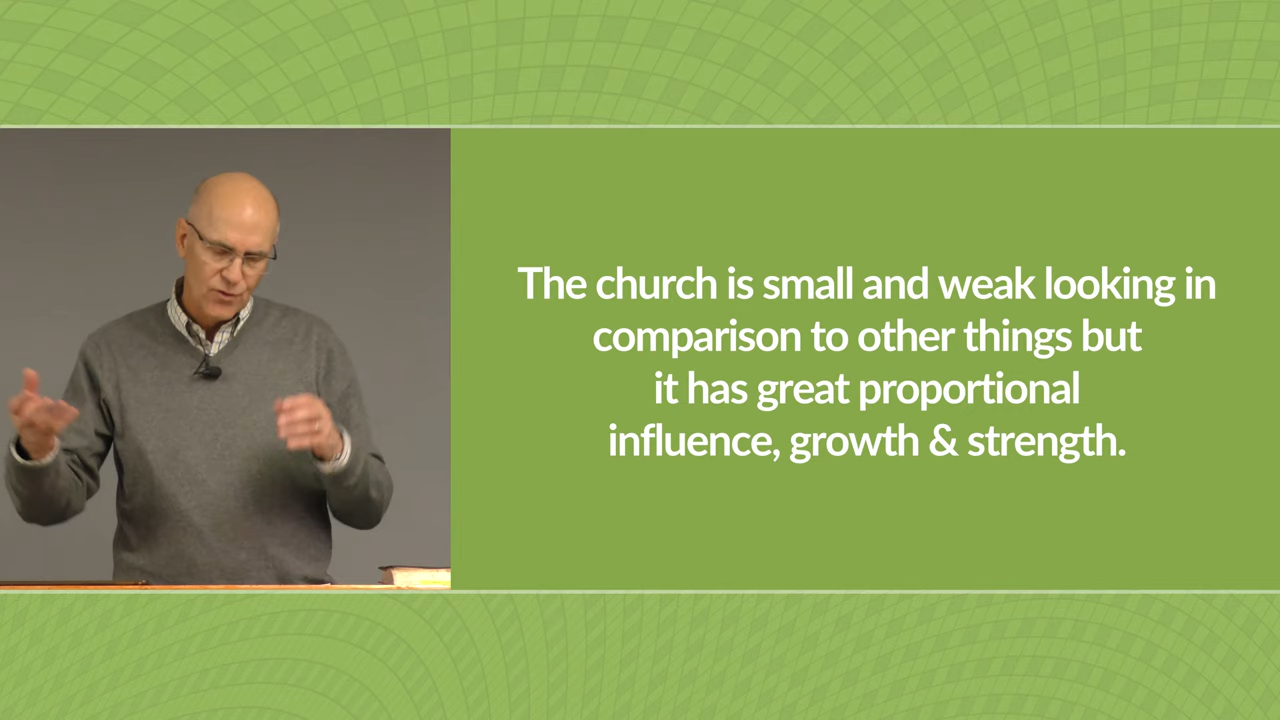 The church is small and weak looking in
comparison to other things but
it has great proportional
influence, growth & strength.